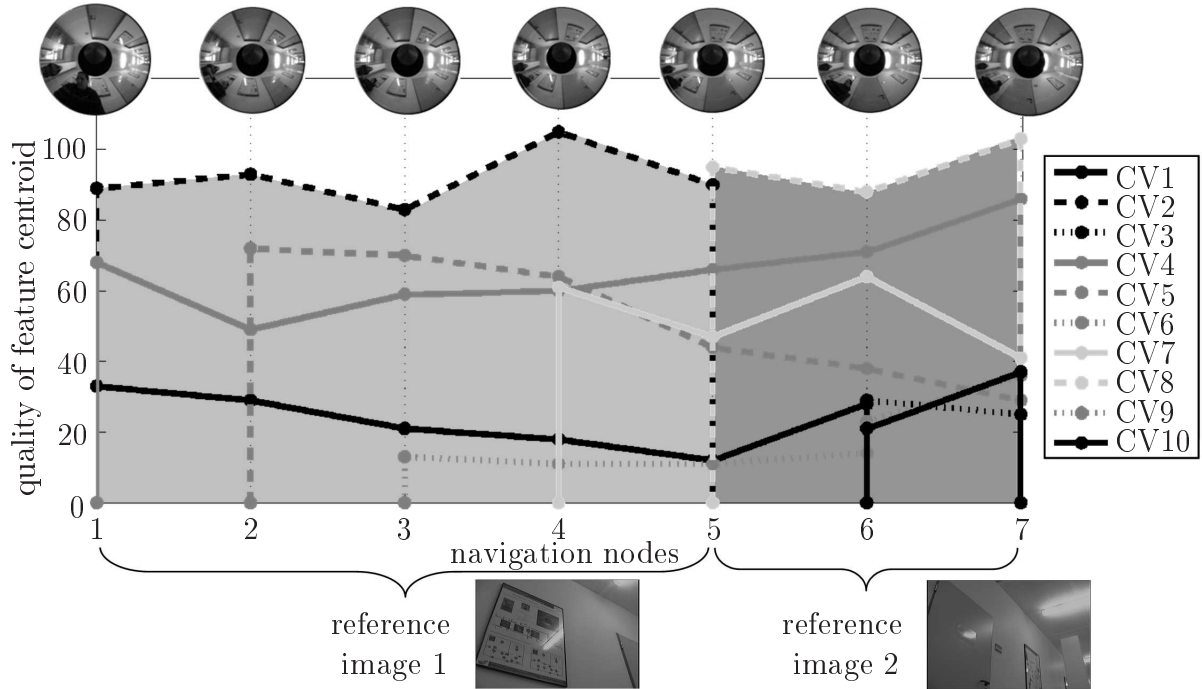 quality of feature centroid
100
80
60
40
20
0
1 2 3 4 5 6 7
navigation nodes
CV1
CV2
CV3
CV4
CV5
CV6
CV7
CV8
CV9
CV10
reference
image 1
reference
image 2